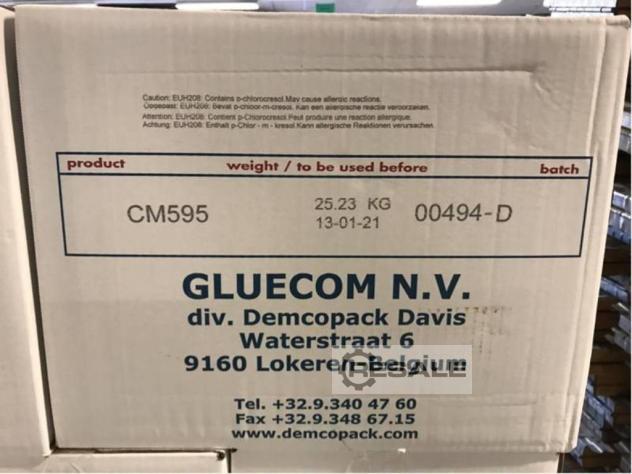 Caution: EUH208: Contains p-chlorocresol.May cause allergic reactions.
Opgepast: EUH208: Bevat p-chloor-m-cresol. Kan een allergische reactie veroorzaken.
Attention: EUH208: Contient p-Chlorocresol.Peut produire une réaction allergique.
Achtung: EUH208: Enthalt p-Chlor - m - kresol.Kann allergische Reaktionen verursachen.
product weight / to be used before batch
CM595 25.23 KG 00494-D
13-01-21
GLUECOM N.V.
div. Demcopack Davis
Waterstraat 6
9160 Lokeren-Belgium
RESALE
Tel. +32.9.340 47 60
Fax +32.9.348 67.15
www.demcopack.com